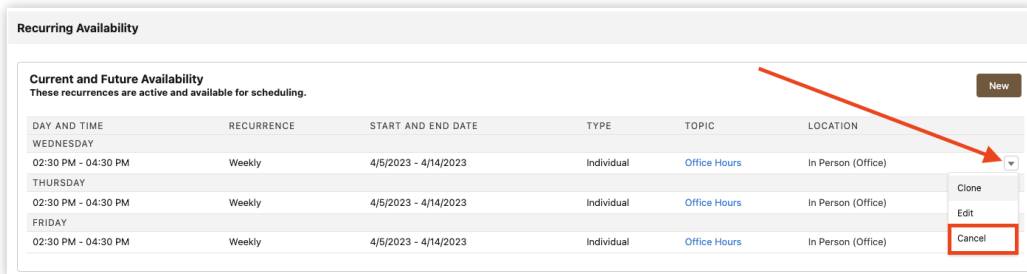 Recurring Availability
Current and Future Availability
These recurrences are active and available for scheduling.
New
DAY AND TIME RECURRENCE START AND END DATE TYPE TOPIC LOCATION
WEDNESDAY
02:30 PM - 04:30 PM Weekly 4/5/2023 - 4/14/2023 Individual Office Hours In Person (Office)
THURSDAY
Clone
02:30 PM - 04:30 PM Weekly 4/5/2023 - 4/14/2023 Individual Office Hours In Person (Office)
Edit
FRIDAY
02:30 PM - 04:30 PM Weekly 4/5/2023 - 4/14/2023 Individual Office Hours In Person (Office)
Cancel